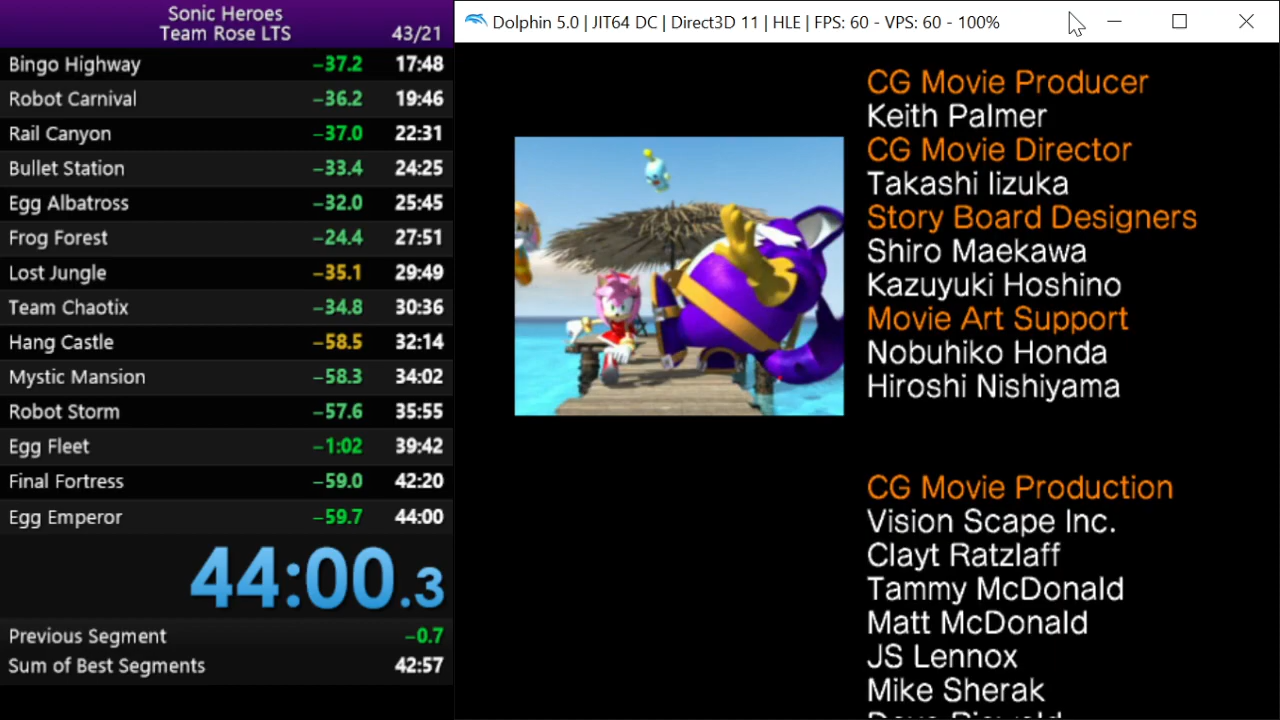 Sonic Heroes
Team Rose LTS 43/21
Bingo Highway −37.2 17:48
Robot Carnival −36.2 19:46
Rail Canyon −37.0 22:31
Bullet Station −33.4 24:25
Egg Albatross −32.0 25:45
Frog Forest −24.4 27:51
Lost Jungle −35.1 29:49
Team Chaotix −34.8 30:36
Hang Castle −58.5 32:14
Mystic Mansion −58.3 34:02
Robot Storm −57.6 35:55
Egg Fleet −1:02 39:42
Final Fortress −59.0 42:20
Egg Emperor −59.7 44:00
44:00.3
Previous Segment −0.7
Sum of Best Segments 42:57
Dolphin 5.0 | JIT64 DC | Direct3D 11 | HLE | FPS: 60 - VPS: 60 - 100%
CG Movie Producer
Keith Palmer
CG Movie Director
Takashi Iizuka
Story Board Designers
Shiro Maekawa
Kazuyuki Hoshino
Movie Art Support
Nobuhiko Honda
Hiroshi Nishiyama
CG Movie Production
Vision Scape Inc.
Clayt Ratzlaff
Tammy McDonald
Matt McDonald
JS Lennox
Mike Sherak